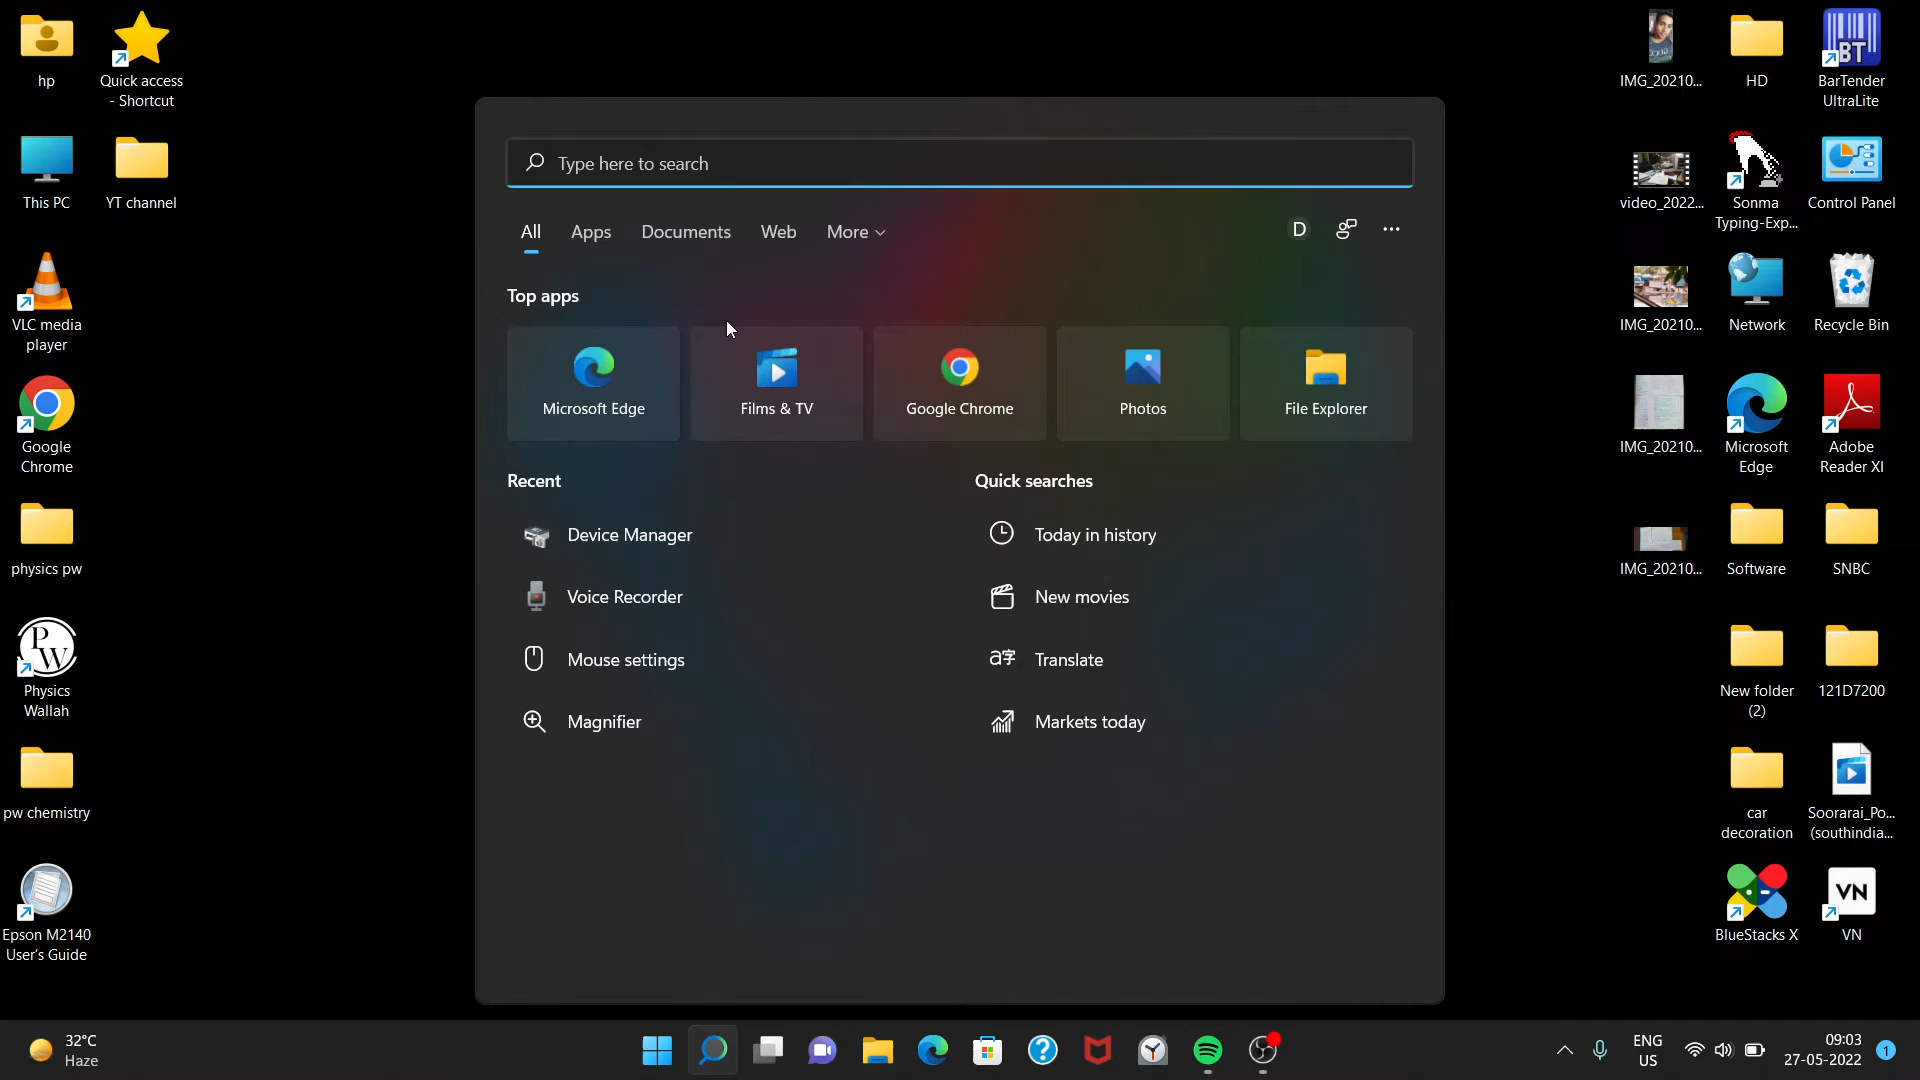 hp
Quick access
- Shortcut
This PC
YT channel
VLC media
player
Google
Chrome
physics pw
PW
Physics
Wallah
pw chemistry
Epson M2140
User's Guide
Type here to search
All
Apps
Documents
Web
More
D
Top apps
Microsoft Edge
Films & TV
Google Chrome
Photos
File Explorer
Recent
Device Manager
Voice Recorder
Mouse settings
Magnifier
Quick searches
Today in history
New movies
Translate
Markets today
IMG_20210...
HD
BT
BarTender
UltraLite
video_2022...
Sonma
Typing-Exp...
Control Panel
IMG_20210...
Network
Recycle Bin
IMG_20210...
Microsoft
Edge
Adobe
Reader XI
IMG_20210...
Software
SNBC
New folder
(2)
121D7200
car
decoration
Soorarai_Po...
(southindia...
BlueStacks X
VN
VN
32°C
Haze
ENG
US
09:03
27-05-2022
1